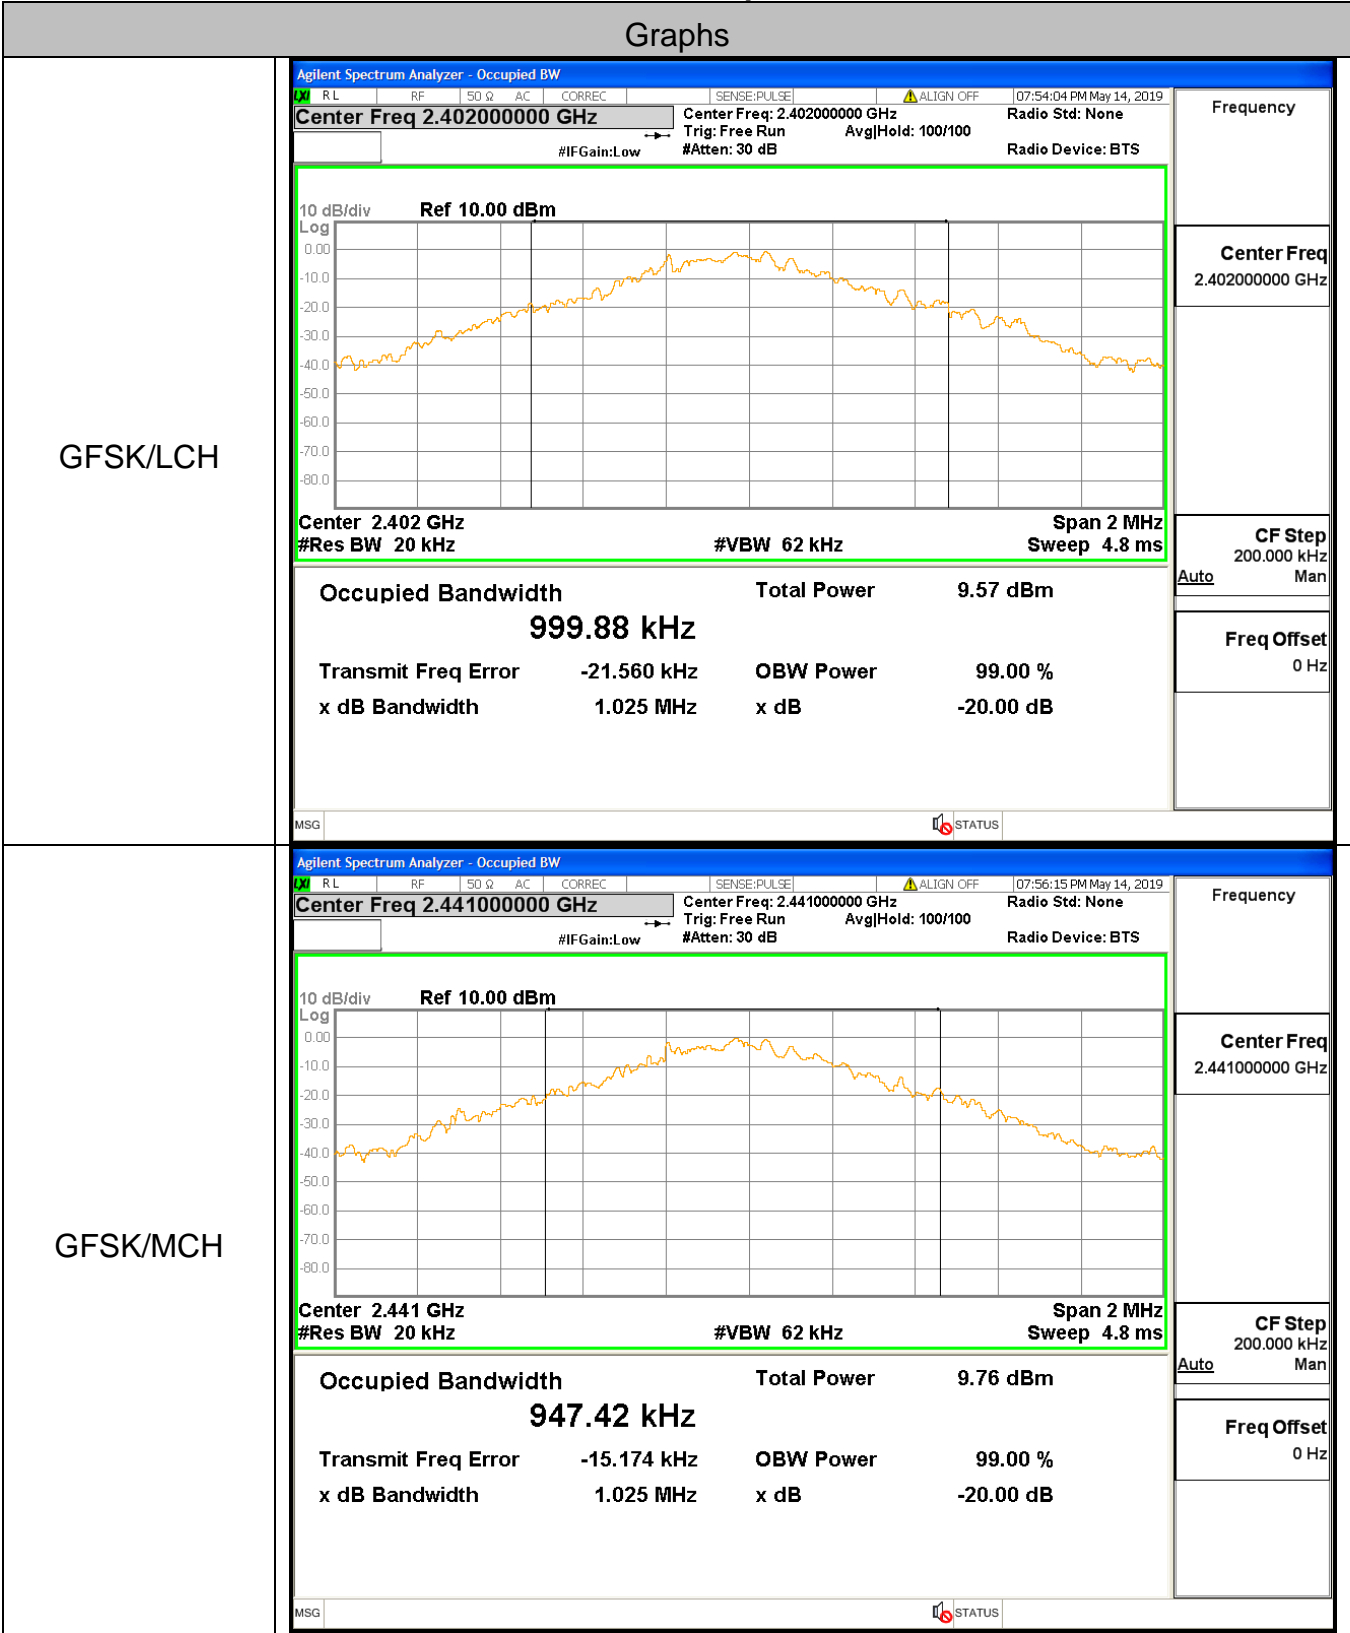 Graphs
GFSK/LCH
Agilent Spectrum Analyzer - Occupied BW
LXI RL RF 50 Ω AC CORREC SENSE:PULSE ALIGN OFF 07:54:04 PM May 14, 2019
Center Freq 2.402000000 GHz
Center Freq: 2.402000000 GHz Radio Std: None
Trig: Free Run Avg|Hold: 100/100
#IFGain:Low #Atten: 30 dB Radio Device: BTS
10 dB/div Ref 10.00 dBm
Log
0.00
-10.0
-20.0
-30.0
-40.0
-50.0
-60.0
-70.0
-80.0
Center 2.402 GHz Span 2 MHz
#Res BW 20 kHz #VBW 62 kHz Sweep 4.8 ms
Occupied Bandwidth Total Power 9.57 dBm
999.88 kHz
Transmit Freq Error -21.560 kHz OBW Power 99.00 %
x dB Bandwidth 1.025 MHz x dB -20.00 dB
MSG STATUS
Frequency
Center Freq
2.402000000 GHz
CF Step
200.000 kHz
Auto Man
Freq Offset
0 Hz
GFSK/MCH
Agilent Spectrum Analyzer - Occupied BW
LXI RL RF 50 Ω AC CORREC SENSE:PULSE ALIGN OFF 07:56:15 PM May 14, 2019
Center Freq 2.441000000 GHz
Center Freq: 2.441000000 GHz Radio Std: None
Trig: Free Run Avg|Hold: 100/100
#IFGain:Low #Atten: 30 dB Radio Device: BTS
10 dB/div Ref 10.00 dBm
Log
0.00
-10.0
-20.0
-30.0
-40.0
-50.0
-60.0
-70.0
-80.0
Center 2.441 GHz Span 2 MHz
#Res BW 20 kHz #VBW 62 kHz Sweep 4.8 ms
Occupied Bandwidth Total Power 9.76 dBm
947.42 kHz
Transmit Freq Error -15.174 kHz OBW Power 99.00 %
x dB Bandwidth 1.025 MHz x dB -20.00 dB
MSG STATUS
Frequency
Center Freq
2.441000000 GHz
CF Step
200.000 kHz
Auto Man
Freq Offset
0 Hz